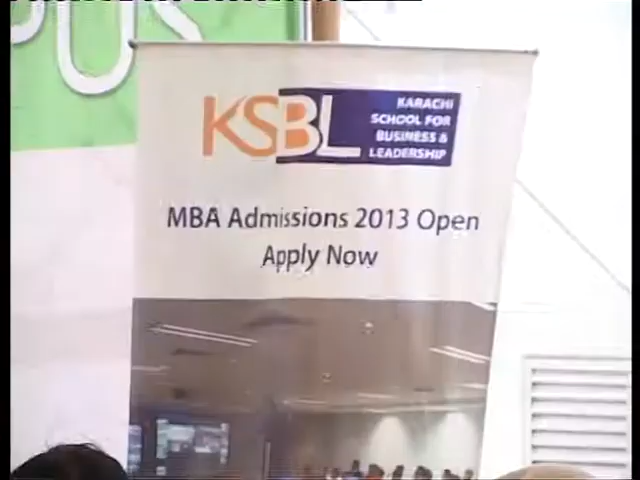 KSBL
KARACHI
SCHOOL FOR
BUSINESS &
LEADERSHIP
MBA Admissions 2013 Open
Apply Now